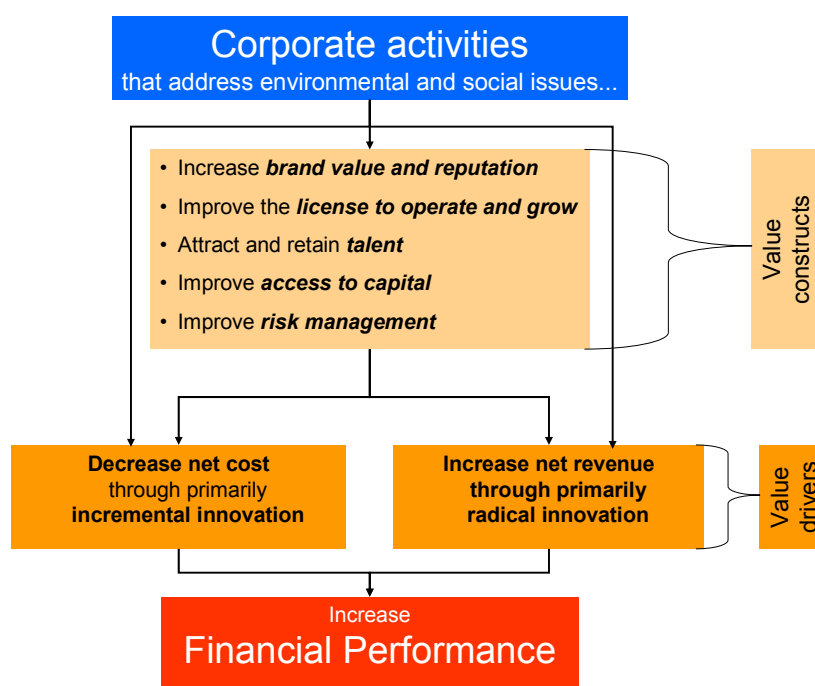 Corporate activities
that address environmental and social issues...
• Increase brand value and reputation
• Improve the license to operate and grow
• Attract and retain talent
• Improve access to capital
• Improve risk management
Value
constructs
Decrease net cost
through primarily
incremental innovation
Increase net revenue
through primarily
radical innovation
Value
drivers
Increase
Financial Performance